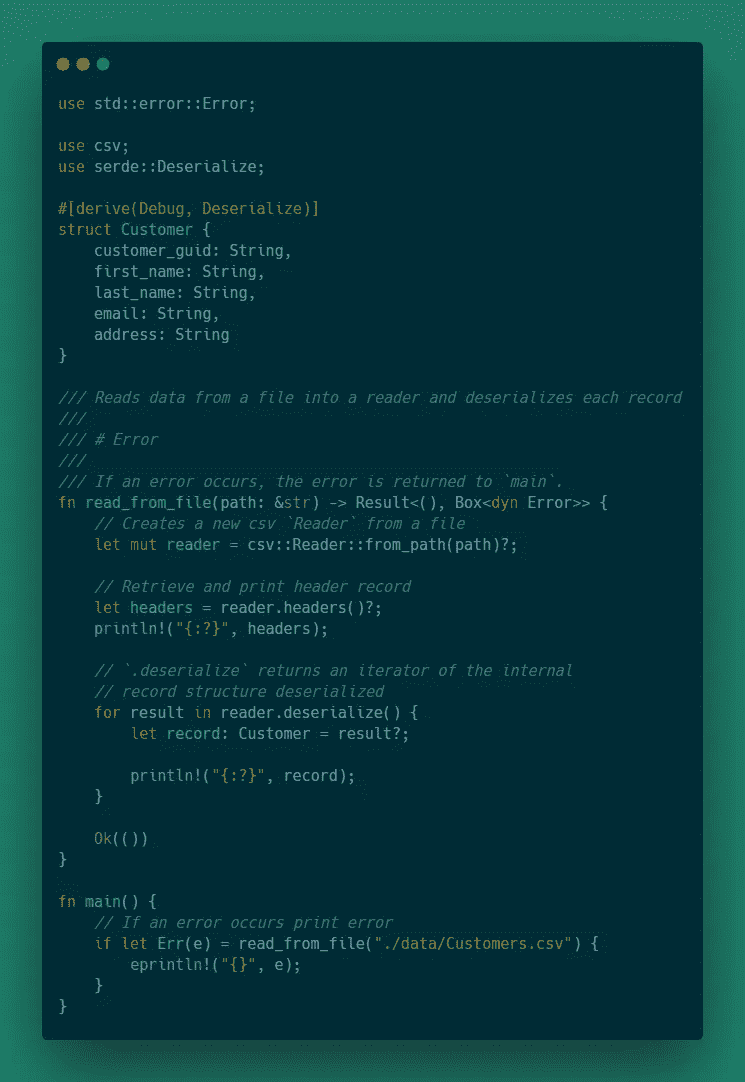 use std::error::Error;

use csv;
use serde::Deserialize;

#[derive(Debug, Deserialize)]
struct Customer {
    customer_guid: String,
    first_name: String,
    last_name: String,
    email: String,
    address: String
}

/// Reads data from a file into a reader and deserializes each record
///
/// # Error
///
/// If an error occurs, the error is returned to `main`.
fn read_from_file(path: &str) -> Result<(), Box<dyn Error>> {
    // Creates a new csv `Reader` from a file
    let mut reader = csv::Reader::from_path(path)?;

    // Retrieve and print header record
    let headers = reader.headers()?;
    println!("{:?}", headers);

    // `.deserialize` returns an iterator of the internal
    // record structure deserialized
    for result in reader.deserialize() {
        let record: Customer = result?;

        println!("{:?}", record);
    }

    Ok(())
}

fn main() {
    // If an error occurs print error
    if let Err(e) = read_from_file("./data/Customers.csv") {
        eprintln!("{}", e);
    }
}